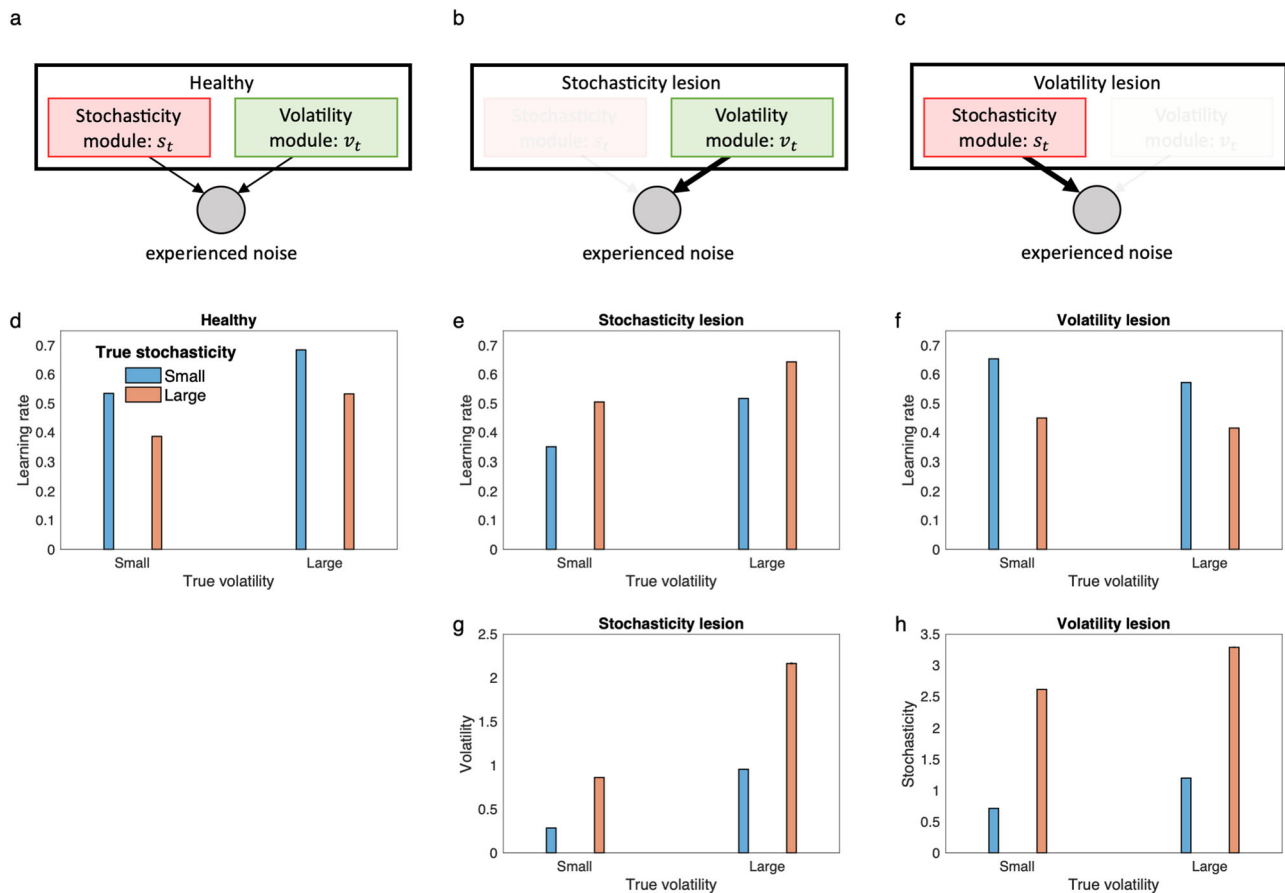 a
Healthy
Stochasticity
module: s_t
Volatility
module: v_t
experienced noise
b
Stochasticity lesion
Stochasticity
module: s_t
Volatility
module: v_t
experienced noise
c
Volatility lesion
Stochasticity
module: s_t
Volatility
module: v_t
experienced noise
d
Healthy
True stochasticity
Small
Large
Learning rate
0.7
0.6
0.5
0.4
0.3
0.2
0.1
0
Small Large
True volatility
e
Stochasticity lesion
Learning rate
0.7
0.6
0.5
0.4
0.3
0.2
0.1
0
Small Large
True volatility
f
Volatility lesion
Learning rate
0.7
0.6
0.5
0.4
0.3
0.2
0.1
0
Small Large
True volatility
g
Stochasticity lesion
Volatility
2.5
2
1.5
1
0.5
0
Small Large
True volatility
h
Volatility lesion
Stochasticity
3.5
3
2.5
2
1.5
1
0.5
0
Small Large
True volatility